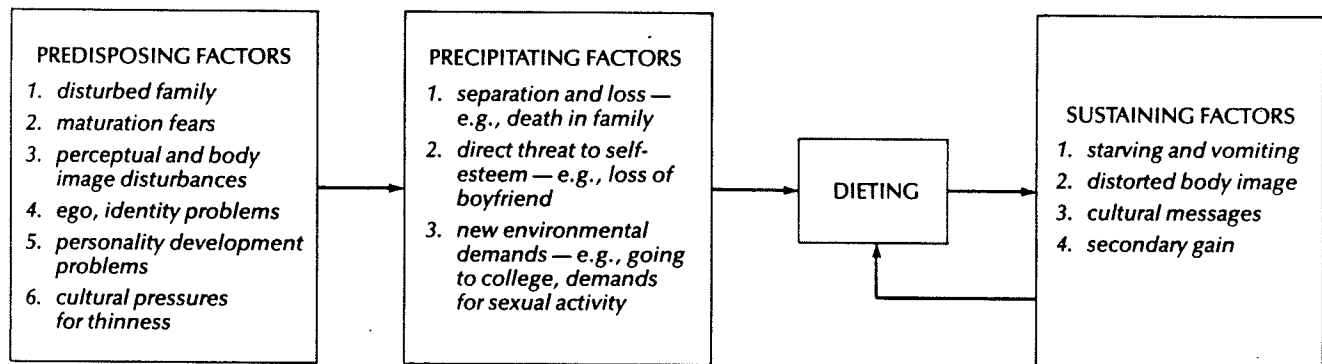 PREDISPOSING FACTORS
1. disturbed family
2. maturation fears
3. perceptual and body
image disturbances
4. ego, identity problems
5. personality development
problems
6. cultural pressures
for thinness
PRECIPITATING FACTORS
1. separation and loss —
e.g., death in family
2. direct threat to self-
esteem — e.g., loss of
boyfriend
3. new environmental
demands — e.g., going
to college, demands
for sexual activity
DIETING
SUSTAINING FACTORS
1. starving and vomiting
2. distorted body image
3. cultural messages
4. secondary gain